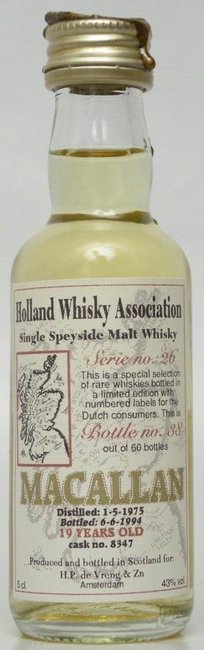 Holland Whisky Association
Single Speyside Malt Whisky
Serie no. 26
This is a special selection
of rare whiskies bottled in
a limited edition with
numbered labels for the
Dutch consumers. This is
Bottle no. 38
out of 60 bottles
MACALLAN
Distilled: 1-5-1975
Bottled: 6-6-1994
19 YEARS OLD
cask no. 8347
Produced and bottled in Scotland for:
H.P. de Vreng & Zn
5 cl. Amsterdam 43% vol.